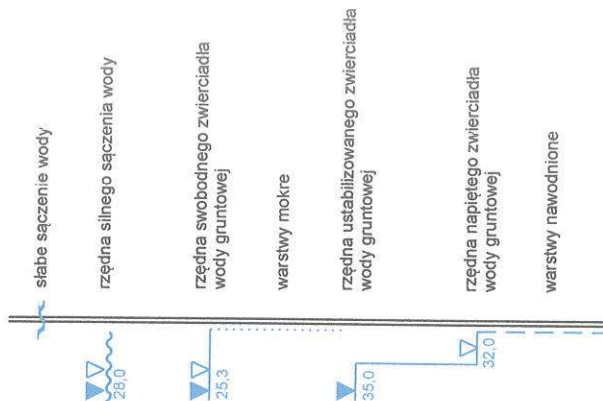 słabe sączenie wody
28,0
rzędna silnego sączenia wody
25,3
rzędna swobodnego zwierciadła
wody gruntowej
warstwy mokre
35,0
rzędna ustabilizowanego zwierciadła
wody gruntowej
32,0
rzędna napiętego zwierciadła
wody gruntowej
warstwy nawodnione